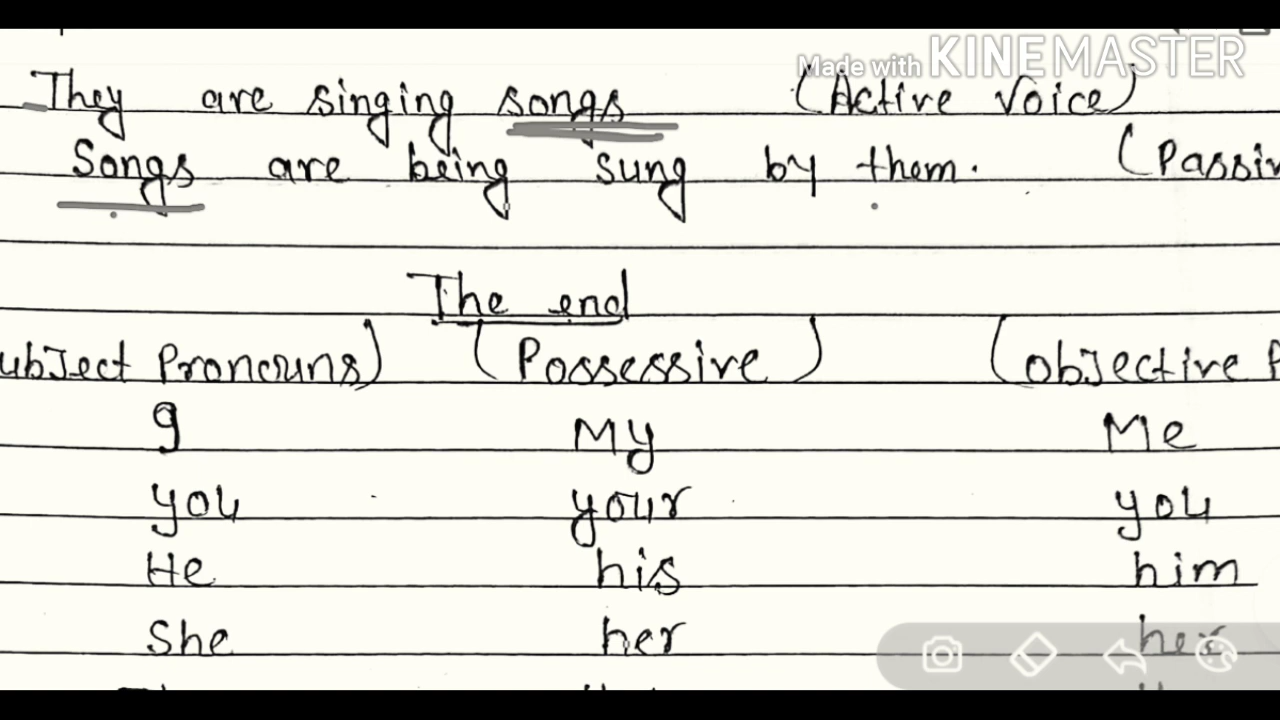 Made with KINEMASTER
They are singing songs (Active Voice)
Songs are being sung by them. (Passiv
The end
ubject Pronouns) (Possessive) (objective P
I My Me
you your you
He his him
She her her